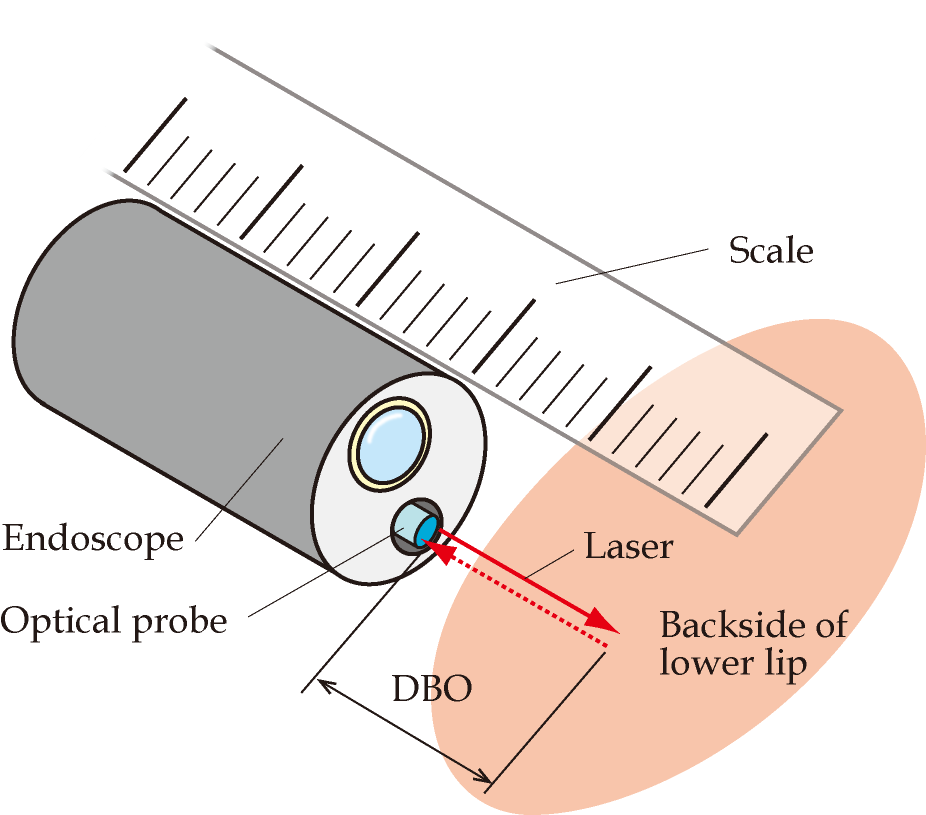 Scale
Endoscope
Laser
Optical probe
Backside of
lower lip
DBO